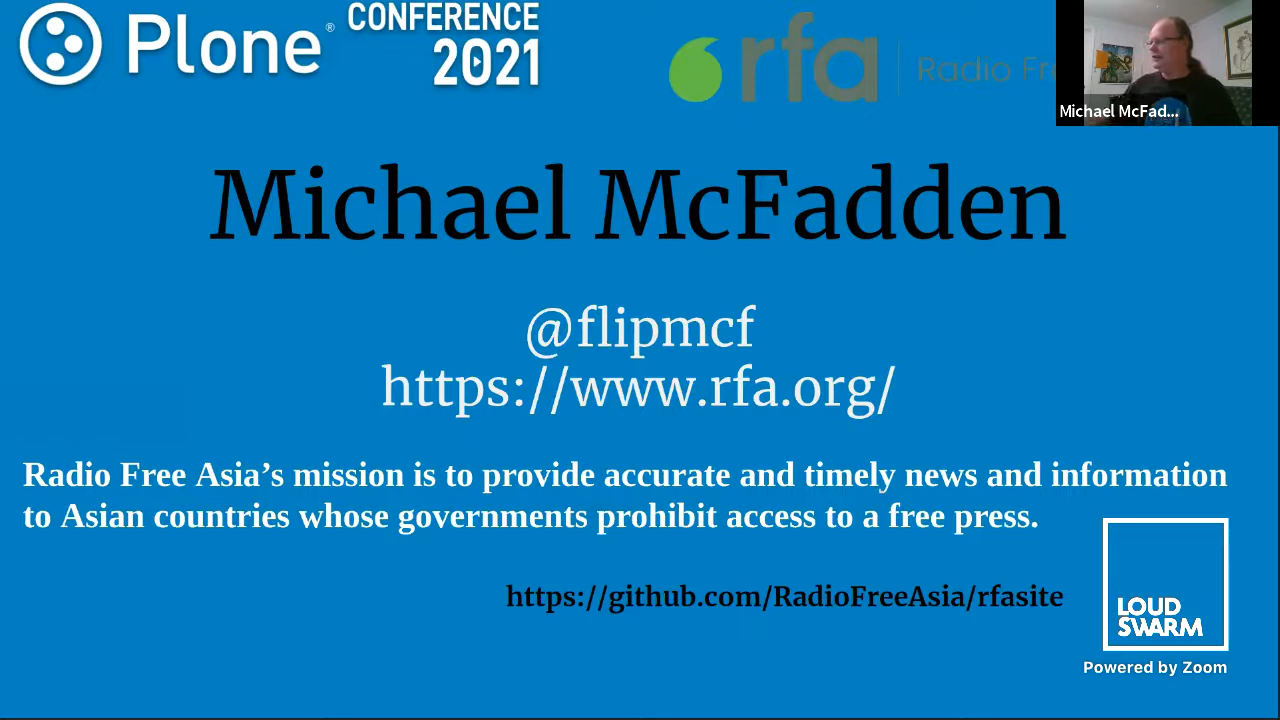 Plone®
CONFERENCE
2021
rfa
Radio
Michael McFad...
Michael McFadden
@flipmcf
https://www.rfa.org/
Radio Free Asia’s mission is to provide accurate and timely news and information
to Asian countries whose governments prohibit access to a free press.
https://github.com/RadioFreeAsia/rfasite
LOUD
SWARM
Powered by Zoom